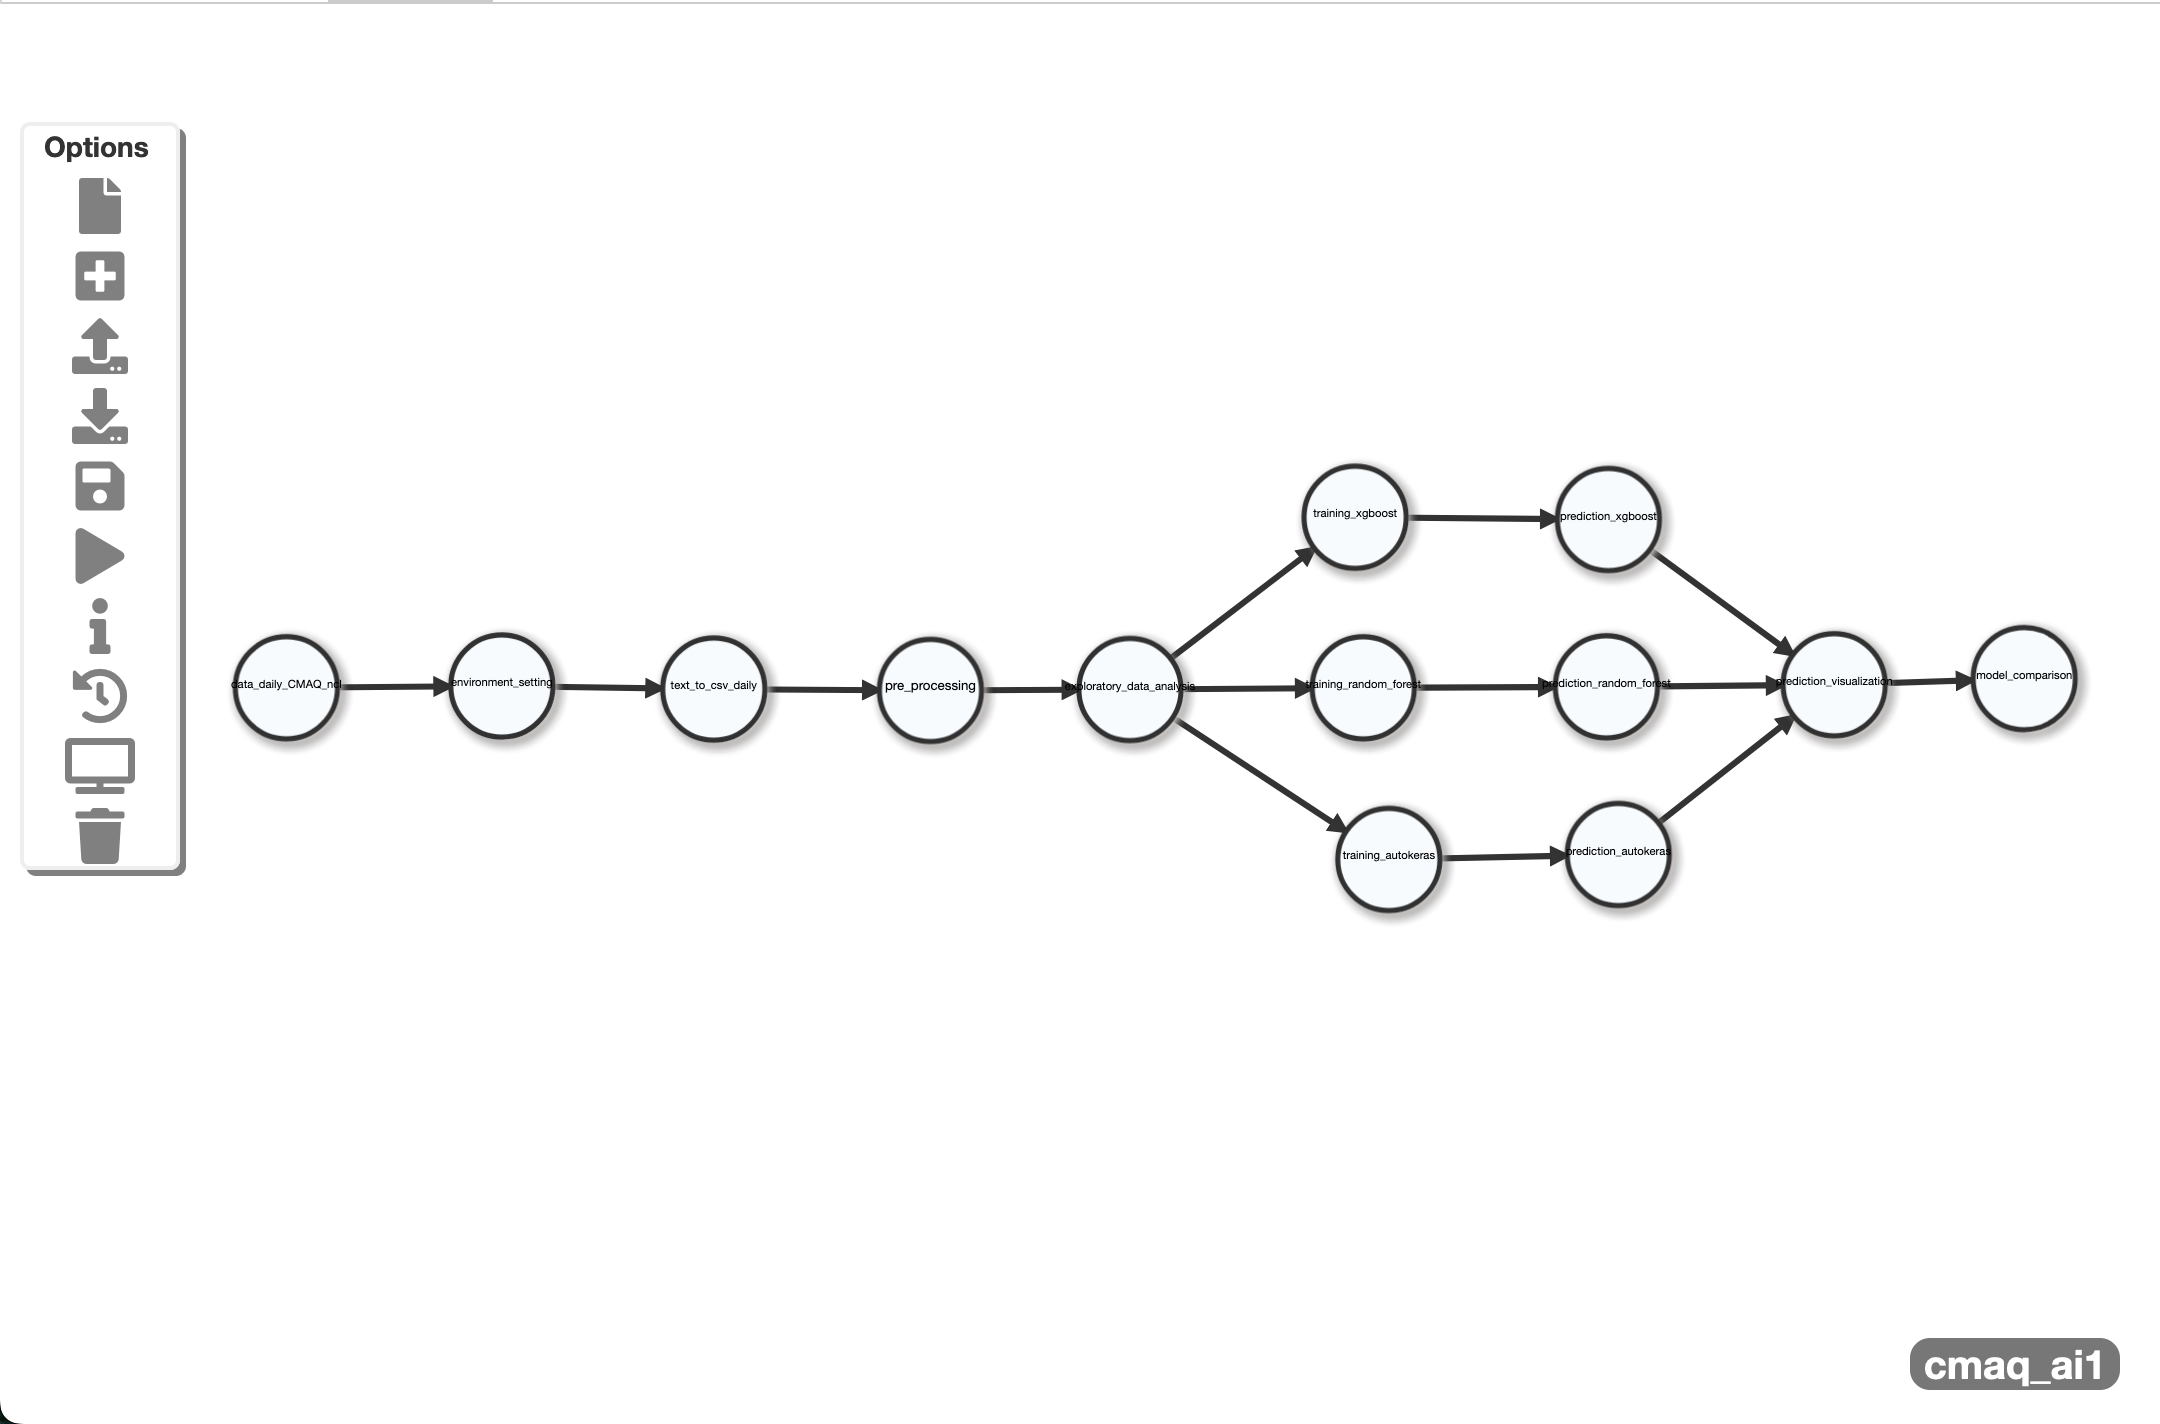 Options
training_xgboost
prediction_xgboost
data_daily_CMAQ_ncl
environment_setting
text_to_csv_daily
pre_processing
exploratory_data_analysis
training_random_forest
prediction_random_forest
prediction_visualization
model_comparison
training_autokeras
prediction_autokeras
cmaq_ai1